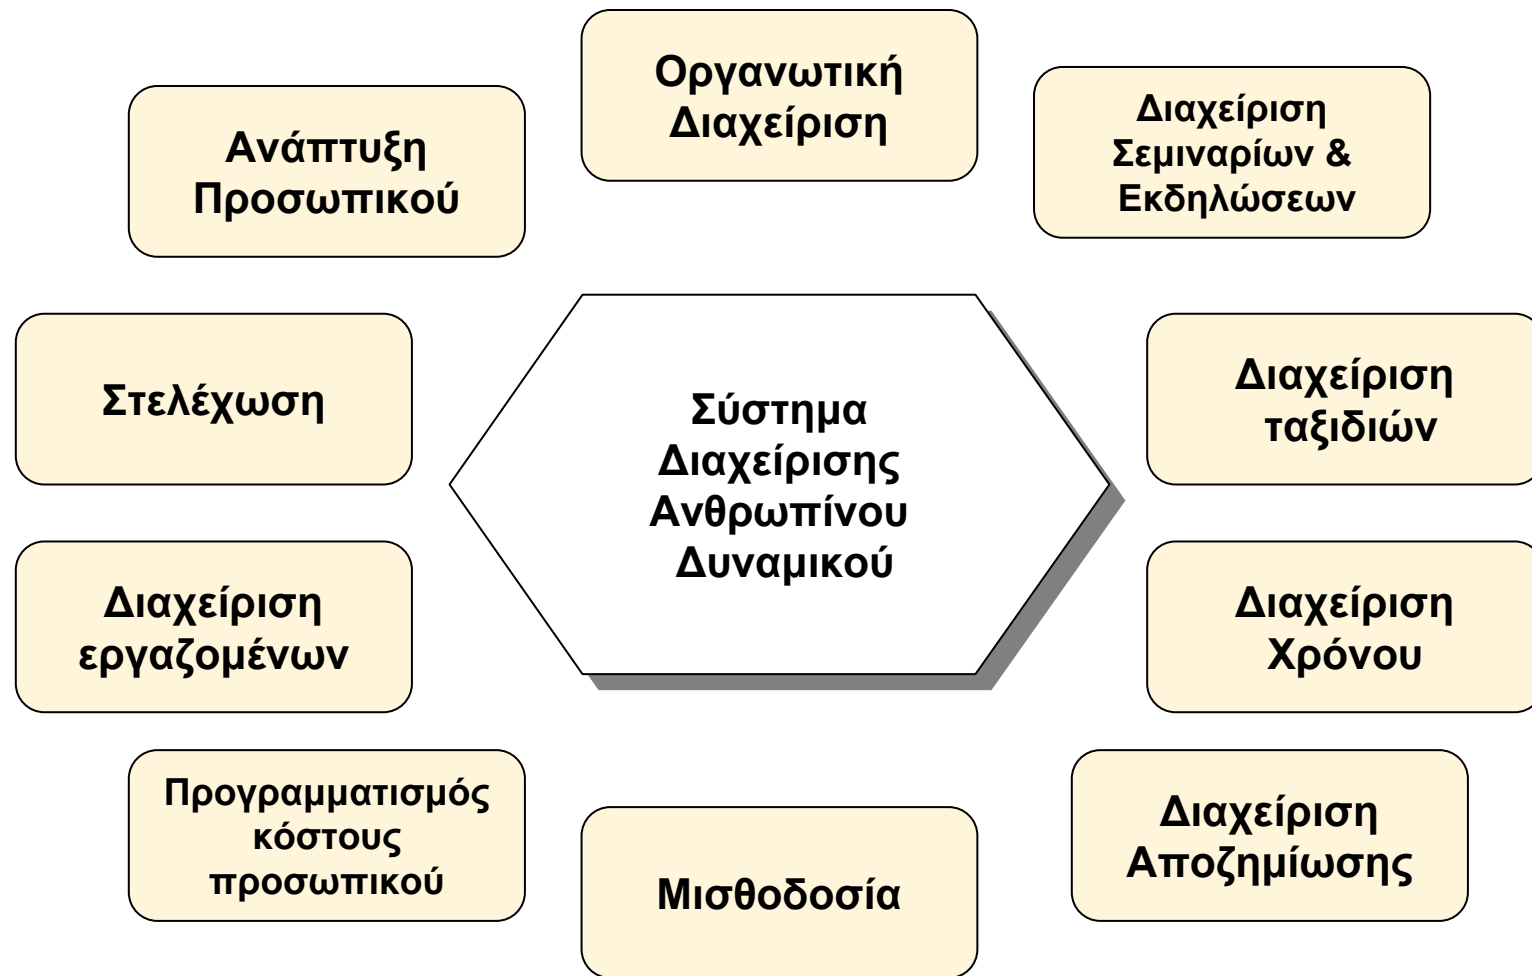 Οργανωτική
Διαχείριση
Διαχείριση
Σεμιναρίων &
Εκδηλώσεων
Ανάπτυξη
Προσωπικού
Στελέχωση
Σύστημα
Διαχείρισης
Ανθρωπίνου
Δυναμικού
Διαχείριση
ταξιδιών
Διαχείριση
εργαζομένων
Διαχείριση
Χρόνου
Προγραμματισμός
κόστους
προσωπικού
Μισθοδοσία
Διαχείριση
Αποζημίωσης